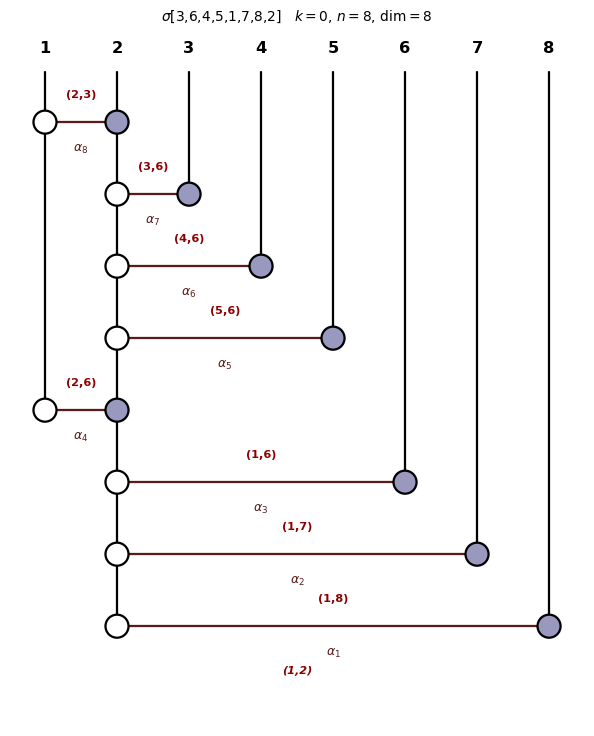 σ[3,6,4,5,1,7,8,2]   k=0, n=8, dim=8
1 2 3 4 5 6 7 8
(2,3)
α₈
(3,6)
α₇
(4,6)
α₆
(5,6)
α₅
(2,6)
α₄
(1,6)
α₃
(1,7)
α₂
(1,8)
α₁
(1,2)